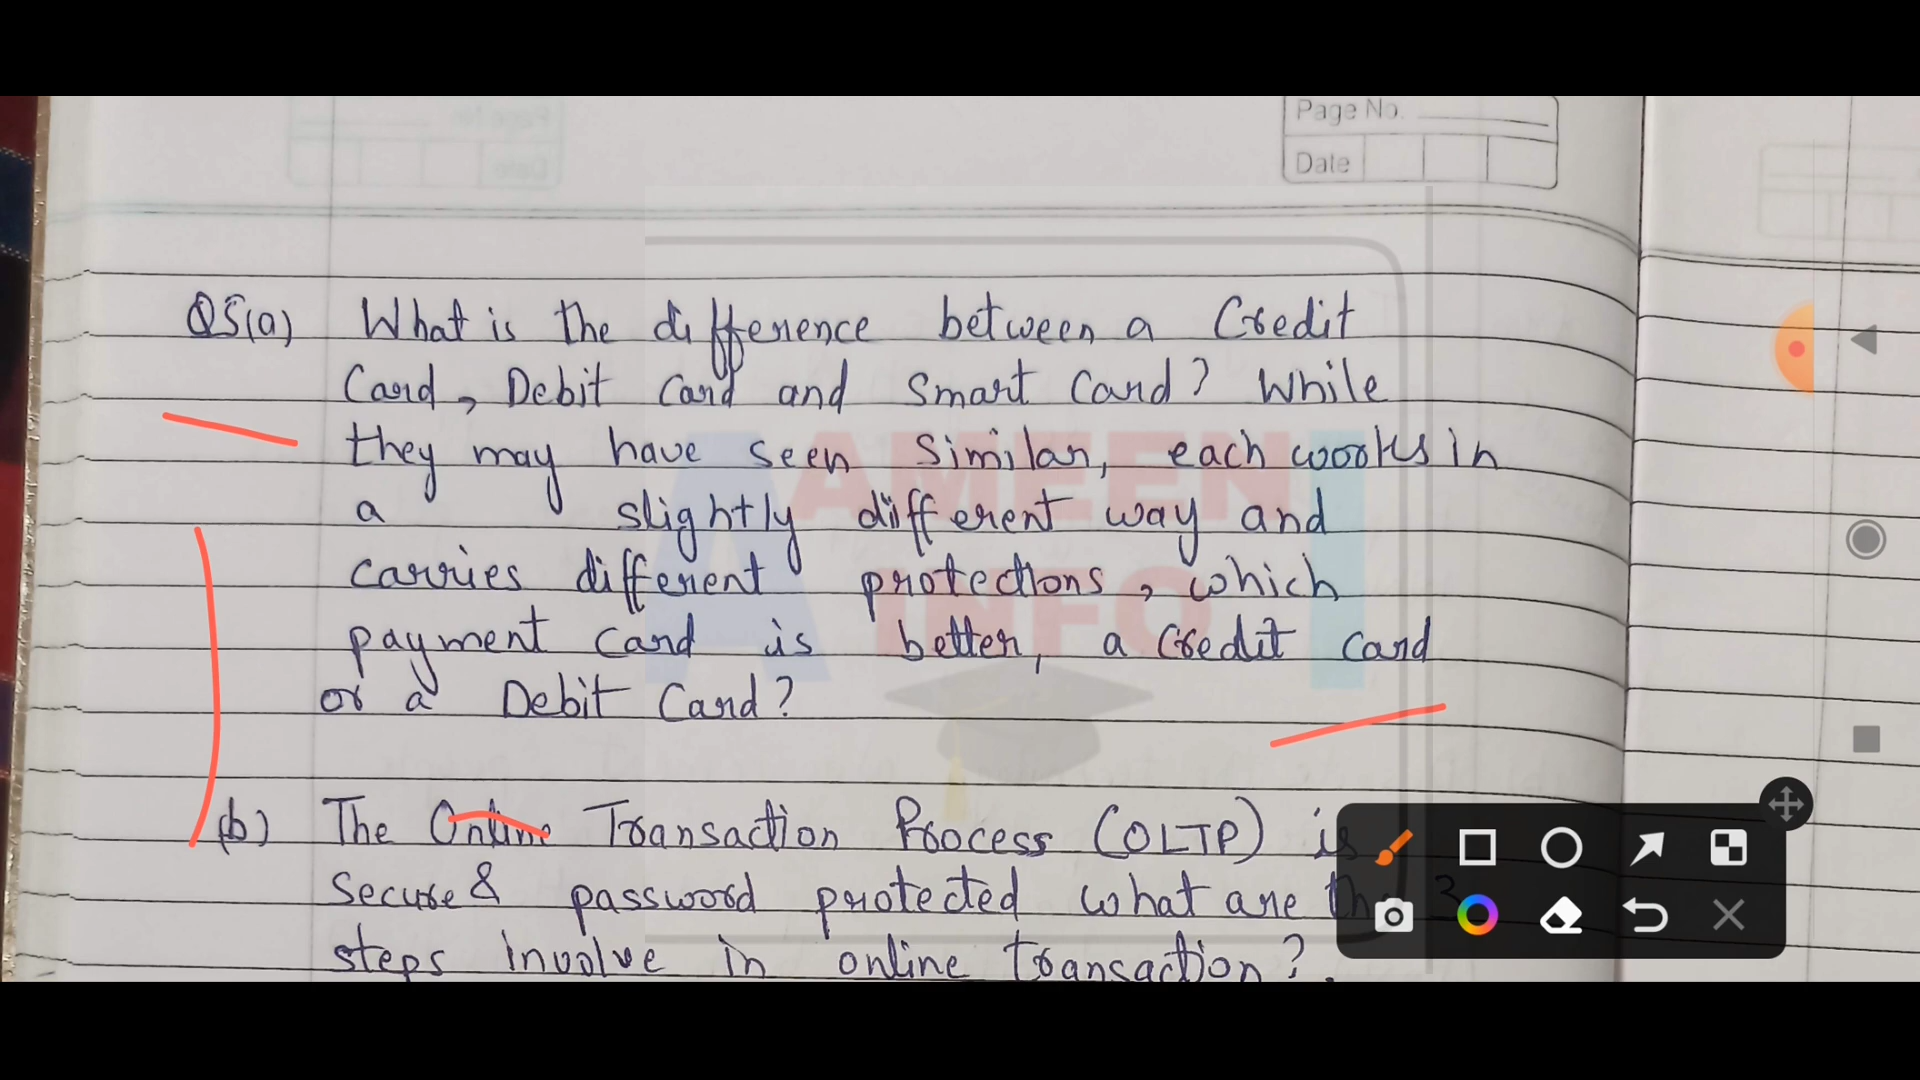 Page No.
Date
Q5(a) What is the difference between a Credit
Card, Debit Card and Smart Card? While
they may have seen similar, each works in
a slightly different way and
carries different protections, which
payment card is better, a Credit card
or a Debit Card?
(b) The Online Transaction Process (OLTP) is
secure & password protected what are the 3
steps involve in online transaction?
AMEEN
INFO